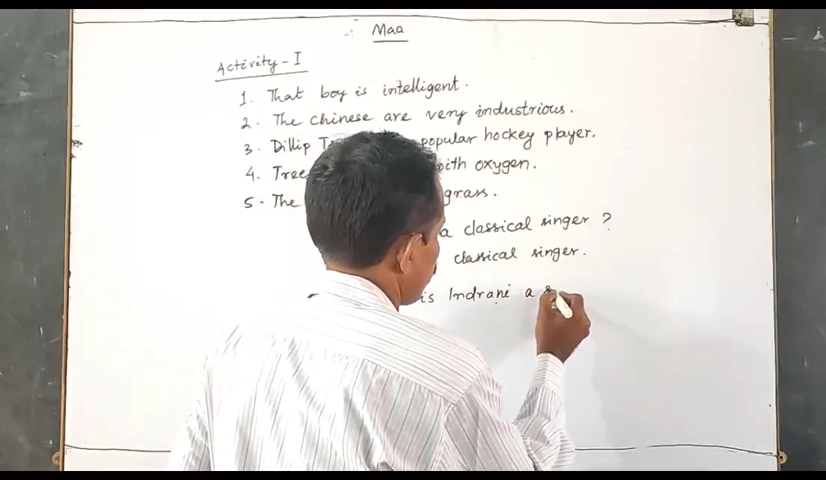 Maa
Activity - I
1. That boy is intelligent.
2. The Chinese are very industrious.
3. Dillip popular hockey player.
4. with oxygen.
5. The grass.
a classical singer ?
classical singer.
is Indrani a